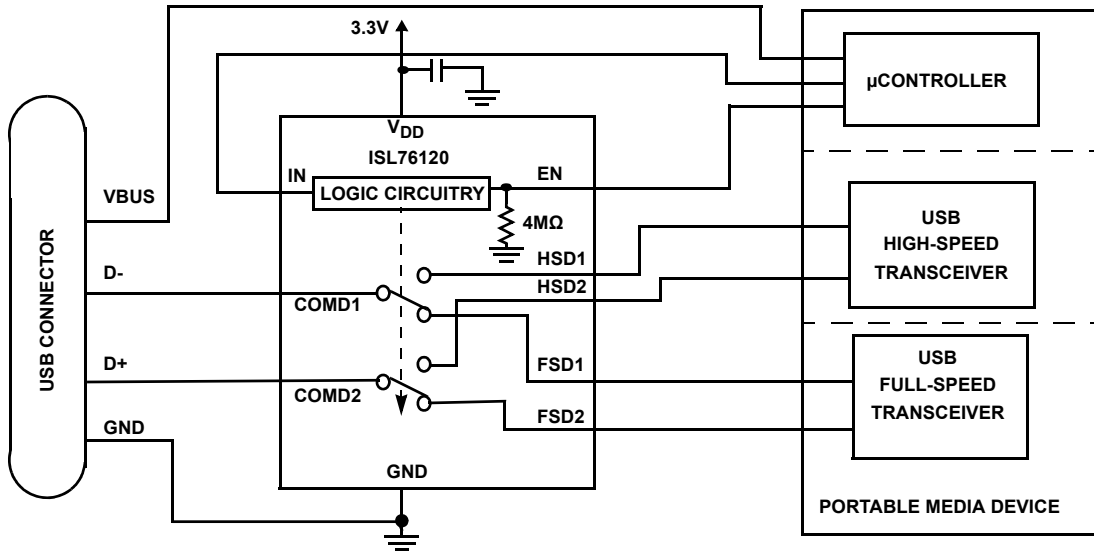 3.3V
µCONTROLLER
VDD
ISL76120
IN
LOGIC CIRCUITRY
EN
4MΩ
VBUS
USB CONNECTOR
D-
COMD1
HSD1
HSD2
USB
HIGH-SPEED
TRANSCEIVER
D+
COMD2
FSD1
FSD2
USB
FULL-SPEED
TRANSCEIVER
GND
GND
PORTABLE MEDIA DEVICE